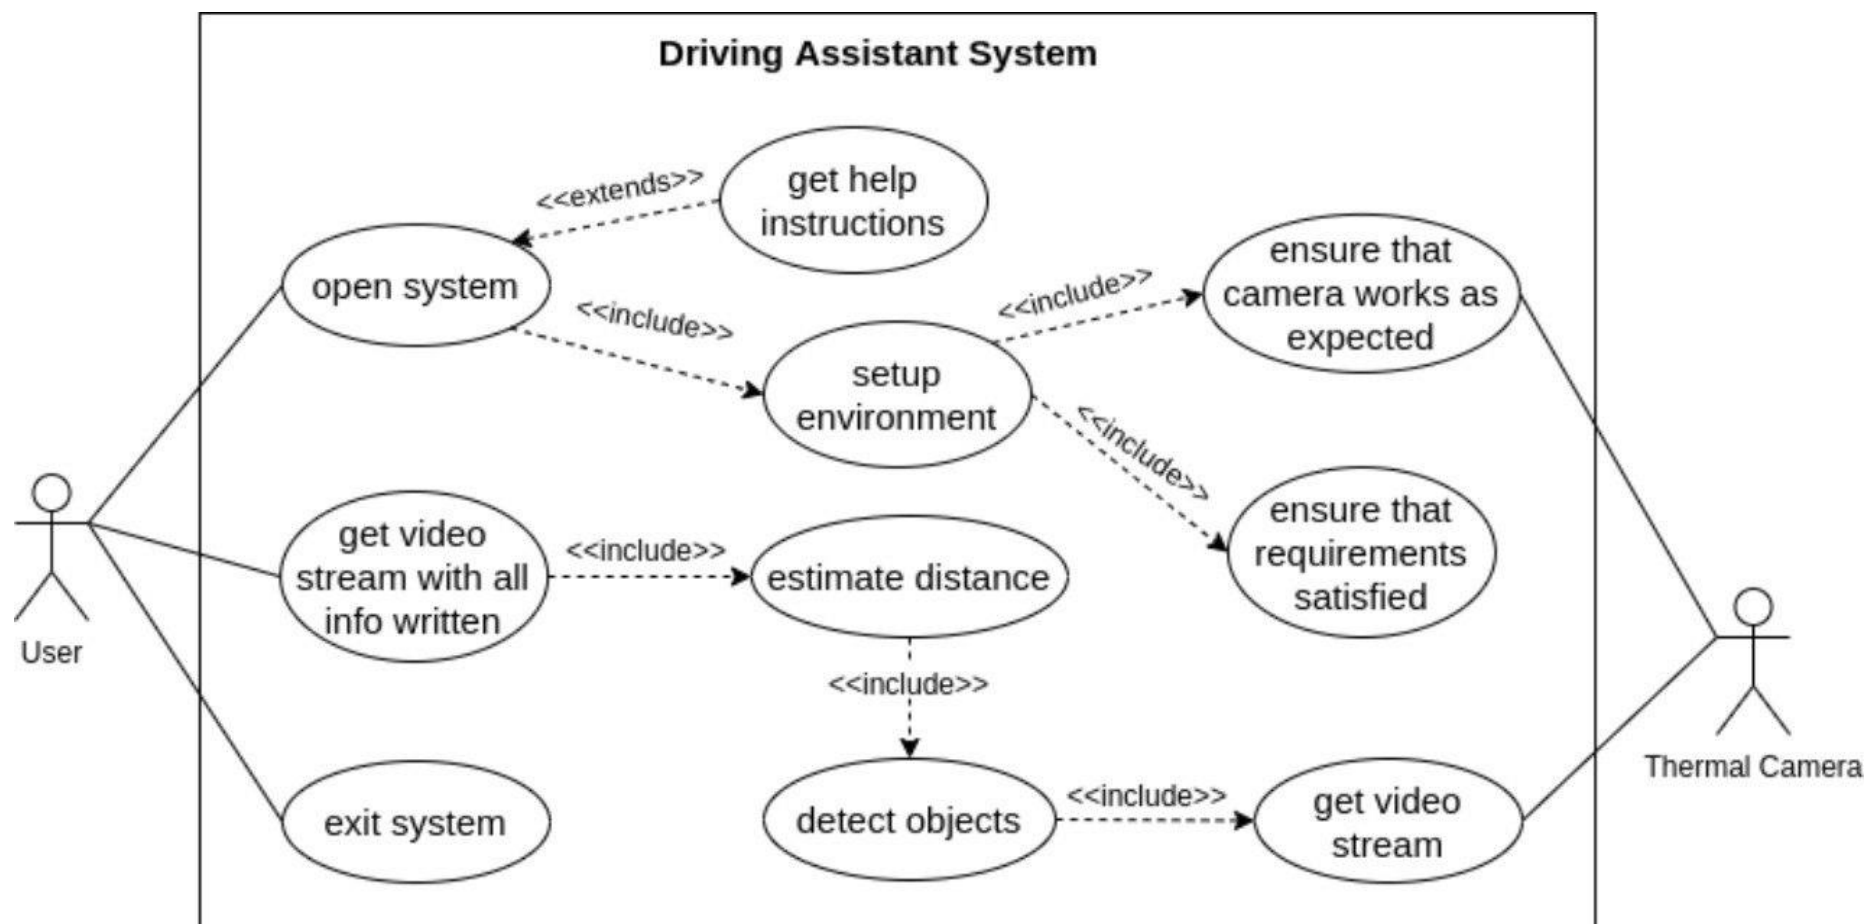 Driving Assistant System
get help
instructions
<<extends>>
open system
<<include>>
setup
environment
<<include>>
ensure that
camera works as
expected
<<include>>
ensure that
requirements
satisfied
User
get video
stream with all
info written
<<include>>
estimate distance
<<include>>
Thermal Camera
exit system
detect objects
<<include>>
get video
stream